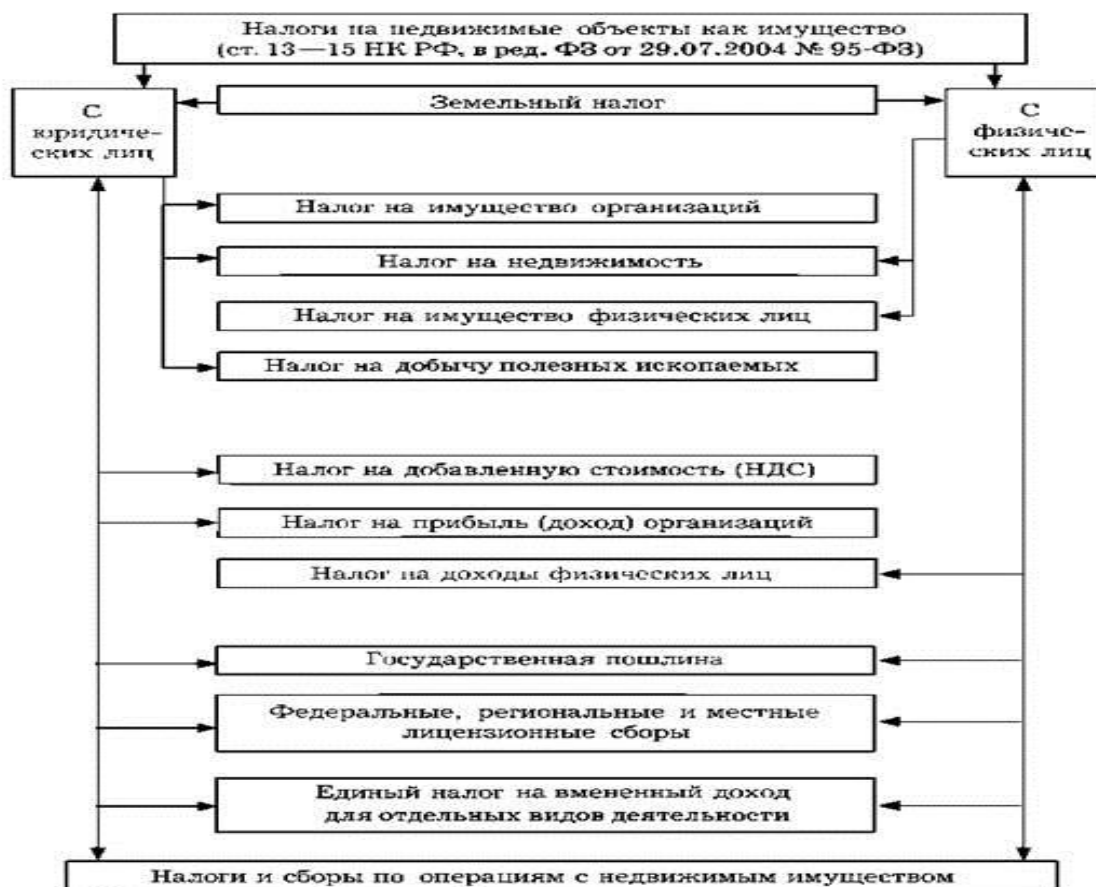 Налоги на недвижимые объекты как имущество
(ст. 13—15 НК РФ, в ред. ФЗ от 29.07.2004 № 95-ФЗ)
С
юридиче-
ских лиц
Земельный налог
С
физиче-
ских лиц
Налог на имущество организаций
Налог на недвижимость
Налог на имущество физических лиц
Налог на добычу полезных ископаемых
Налог на добавленную стоимость (НДС)
Налог на прибыль (доход) организаций
Налог на доходы физических лиц
Государственная пошлина
Федеральные, региональные и местные
лицензионные сборы
Единый налог на вмененный доход
для отдельных видов деятельности
Налоги и сборы по операциям с недвижимым имуществом